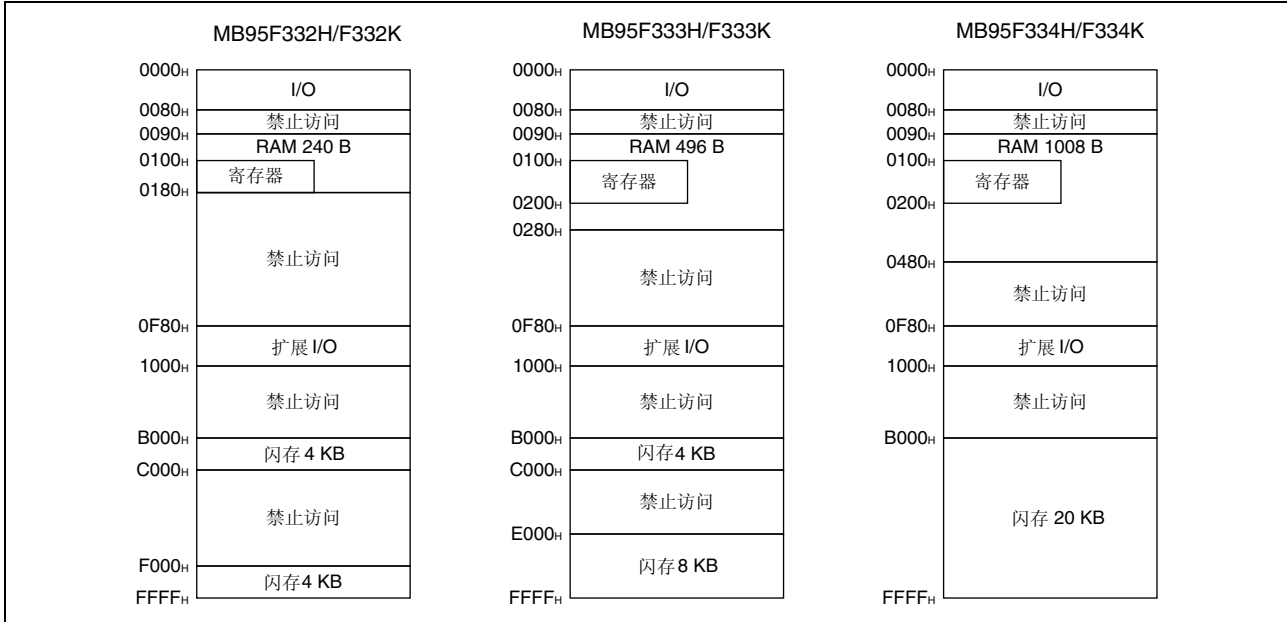 MB95F332H/F332K
0000H
I/O
0080H
禁止访问
0090H
RAM 240 B
0100H
寄存器
0180H
禁止访问
0F80H
扩展 I/O
1000H
禁止访问
B000H
闪存 4 KB
C000H
禁止访问
F000H
闪存4 KB
FFFFH
MB95F333H/F333K
0000H
I/O
0080H
禁止访问
0090H
RAM 496 B
0100H
寄存器
0200H
0280H
禁止访问
0F80H
扩展 I/O
1000H
禁止访问
B000H
闪存4 KB
C000H
禁止访问
E000H
闪存8 KB
FFFFH
MB95F334H/F334K
0000H
I/O
0080H
禁止访问
0090H
RAM 1008 B
0100H
寄存器
0200H
0480H
禁止访问
0F80H
扩展 I/O
1000H
禁止访问
B000H
闪存 20 KB
FFFFH